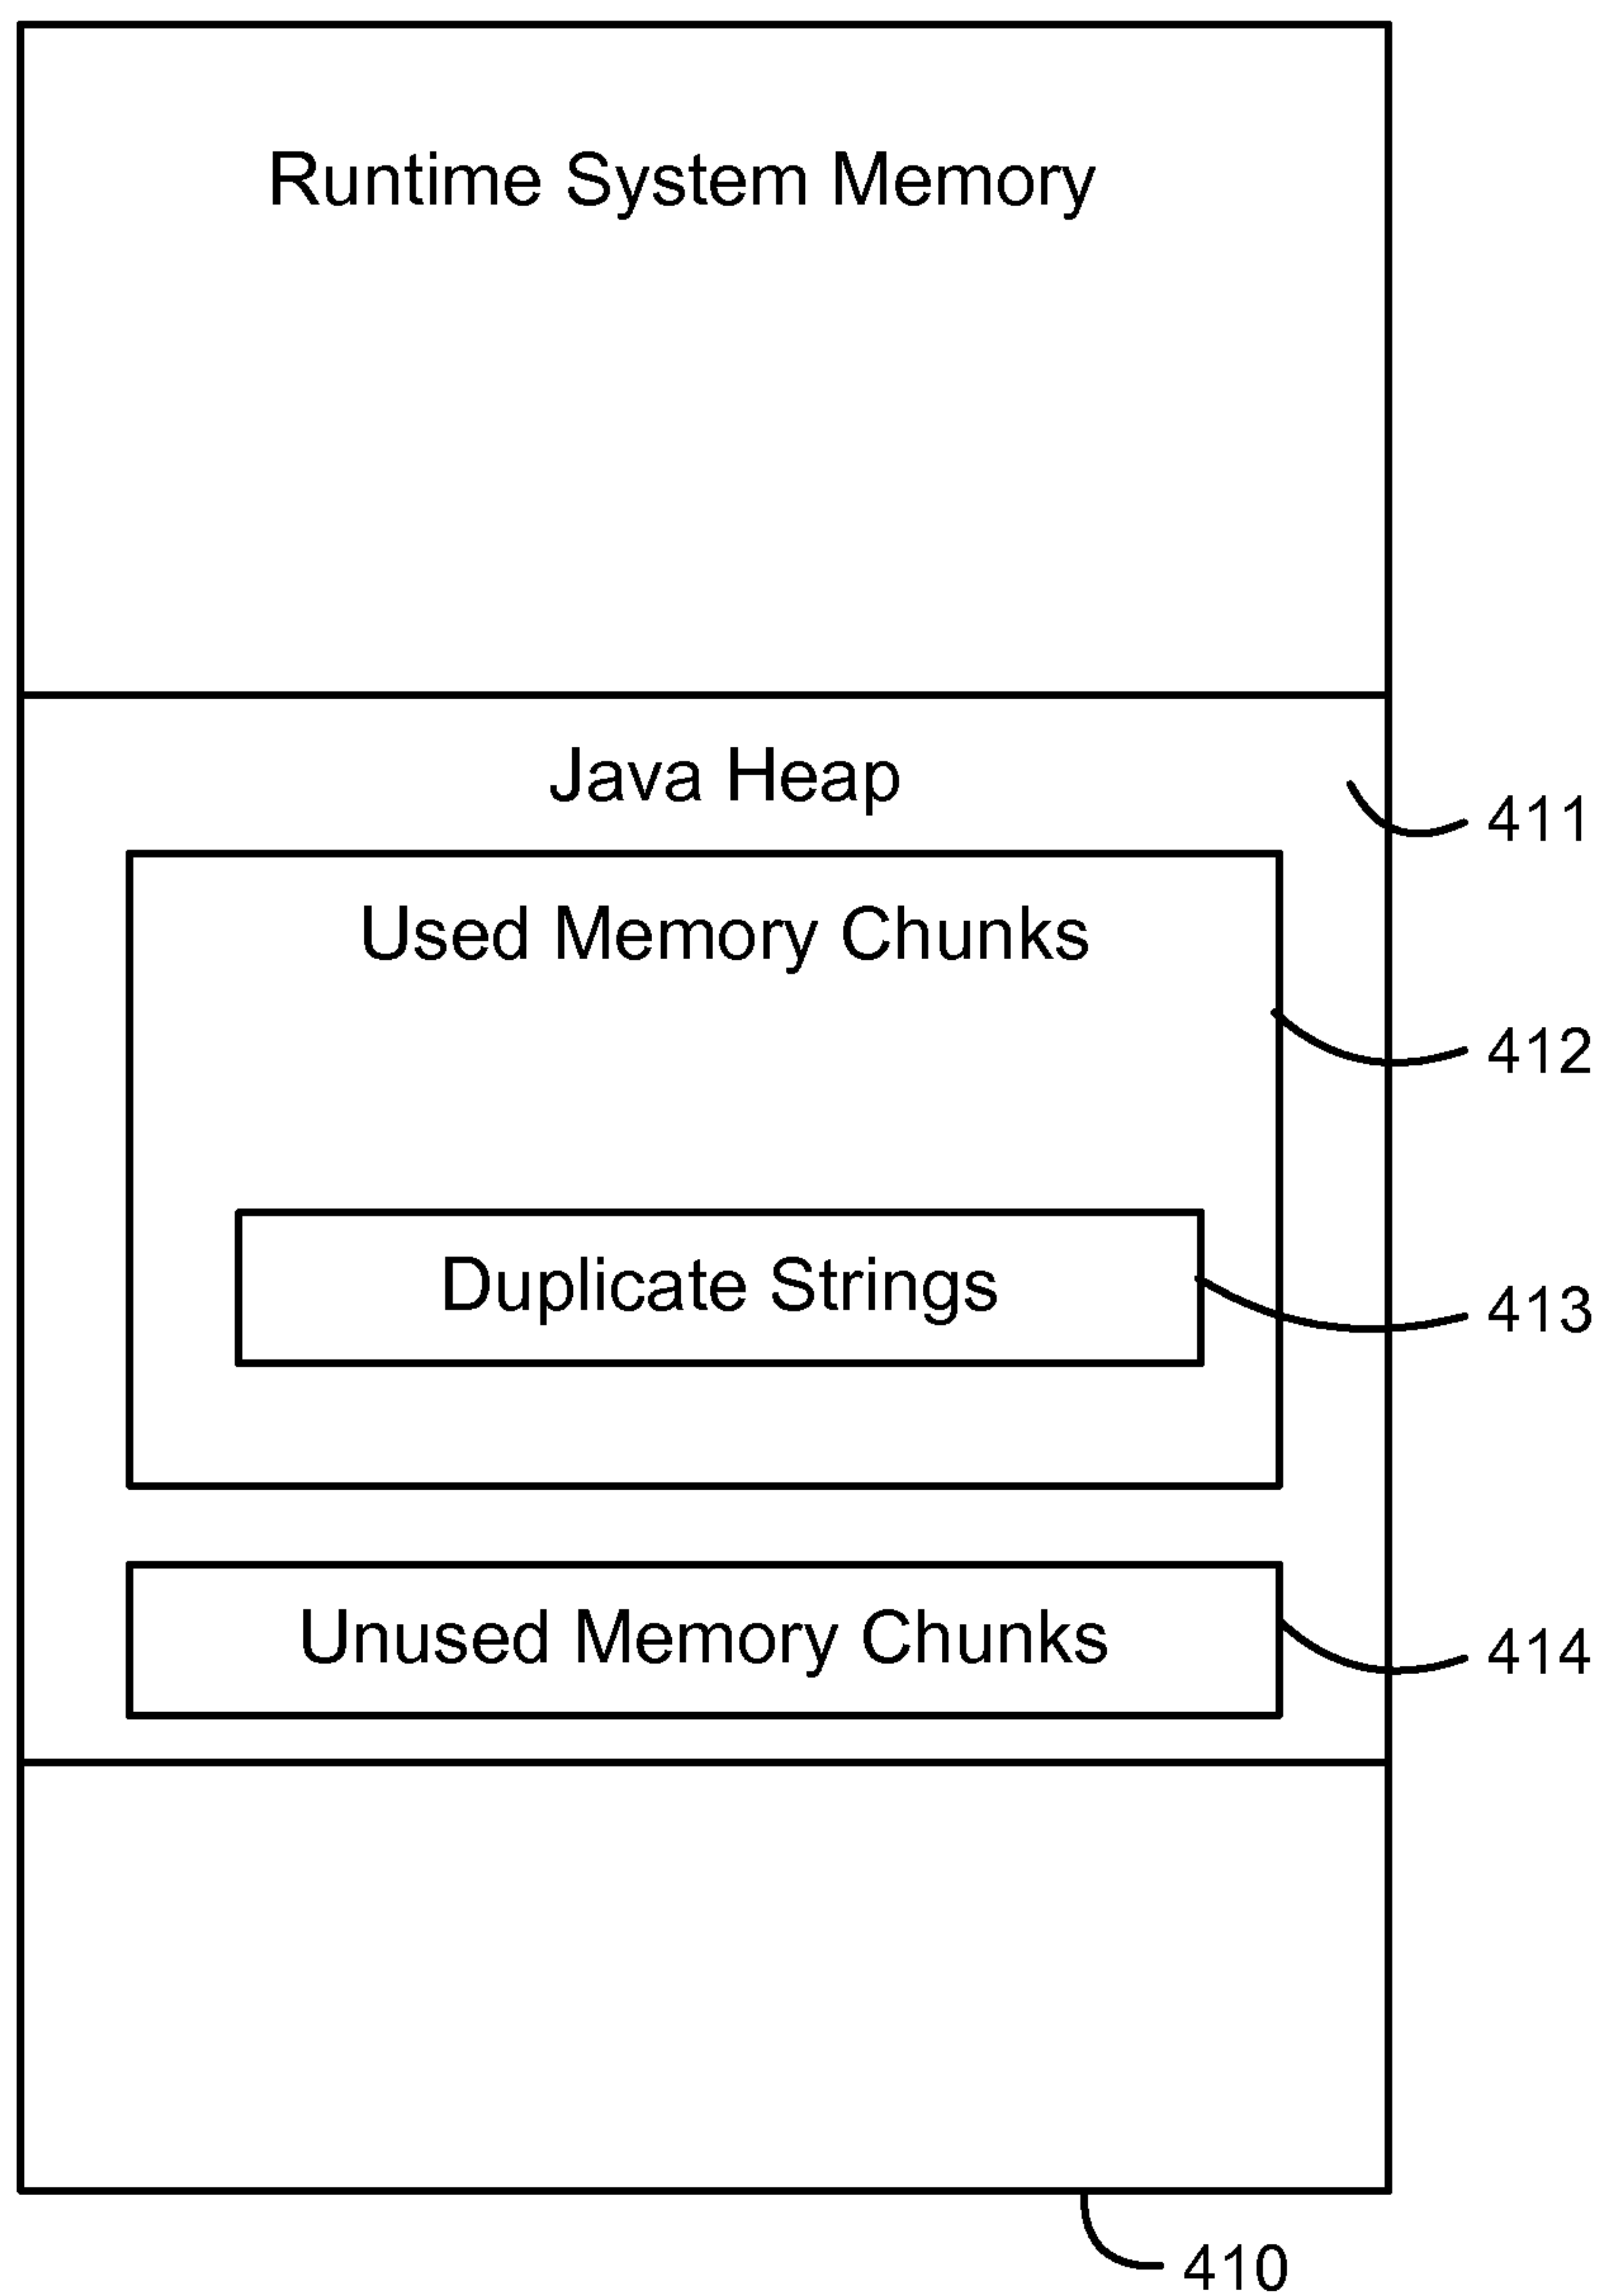 Runtime System Memory
Java Heap
411
Used Memory Chunks
412
Duplicate Strings
413
Unused Memory Chunks
414
410